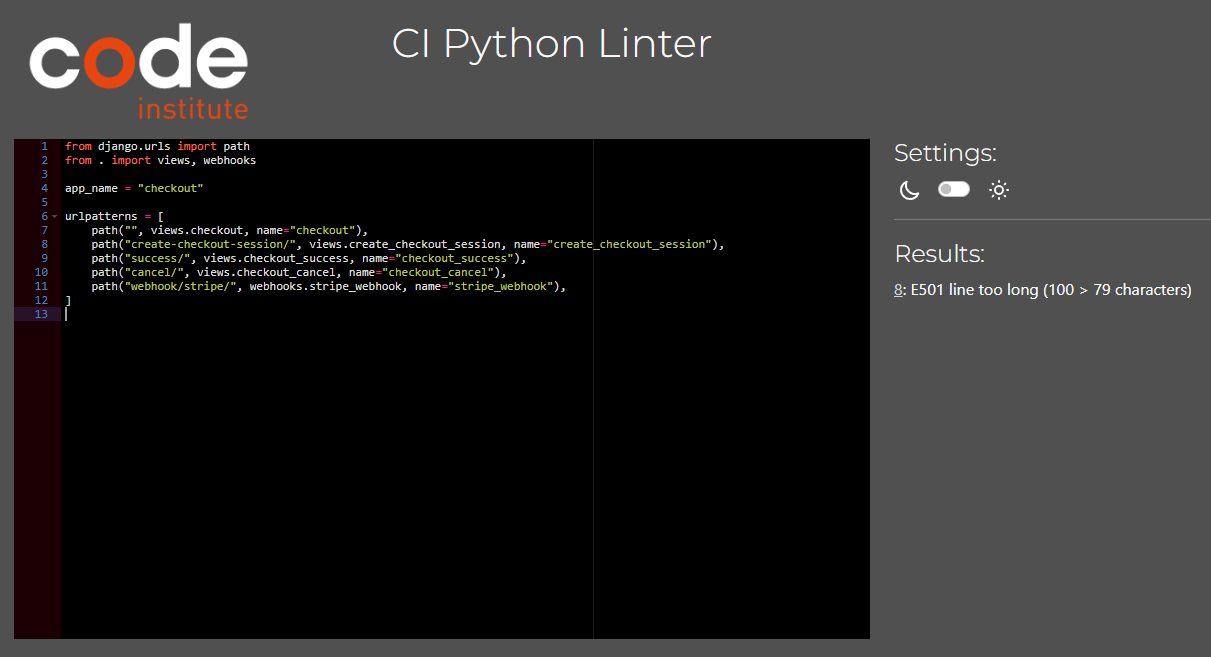 code
institute
CI Python Linter
1 from django.urls import path
2 from . import views, webhooks
3
4 app_name = "checkout"
5
6 urlpatterns = [
7     path("", views.checkout, name="checkout"),
8     path("create-checkout-session/", views.create_checkout_session, name="create_checkout_session"),
9     path("success/", views.checkout_success, name="checkout_success"),
10     path("cancel/", views.checkout_cancel, name="checkout_cancel"),
11     path("webhook/stripe/", webhooks.stripe_webhook, name="stripe_webhook"),
12 ]
13
Settings:
Results:
8: E501 line too long (100 > 79 characters)